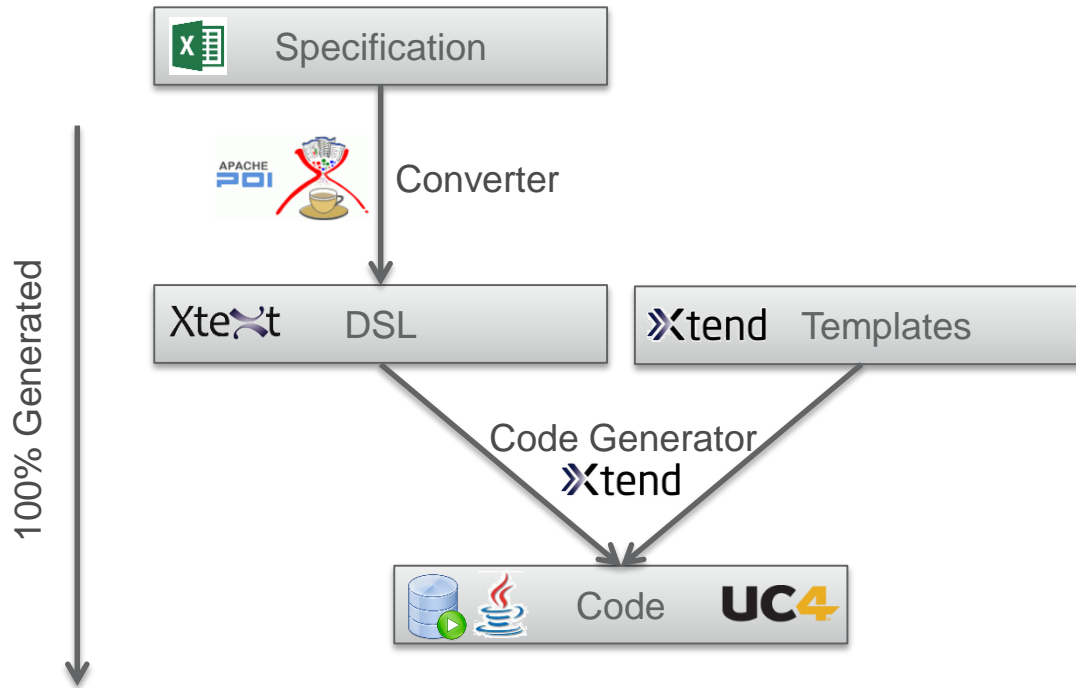 X
Specification
APACHE
POI
Converter
Xtext DSL
Xtend Templates
100% Generated
Code Generator
Xtend
Code UC4